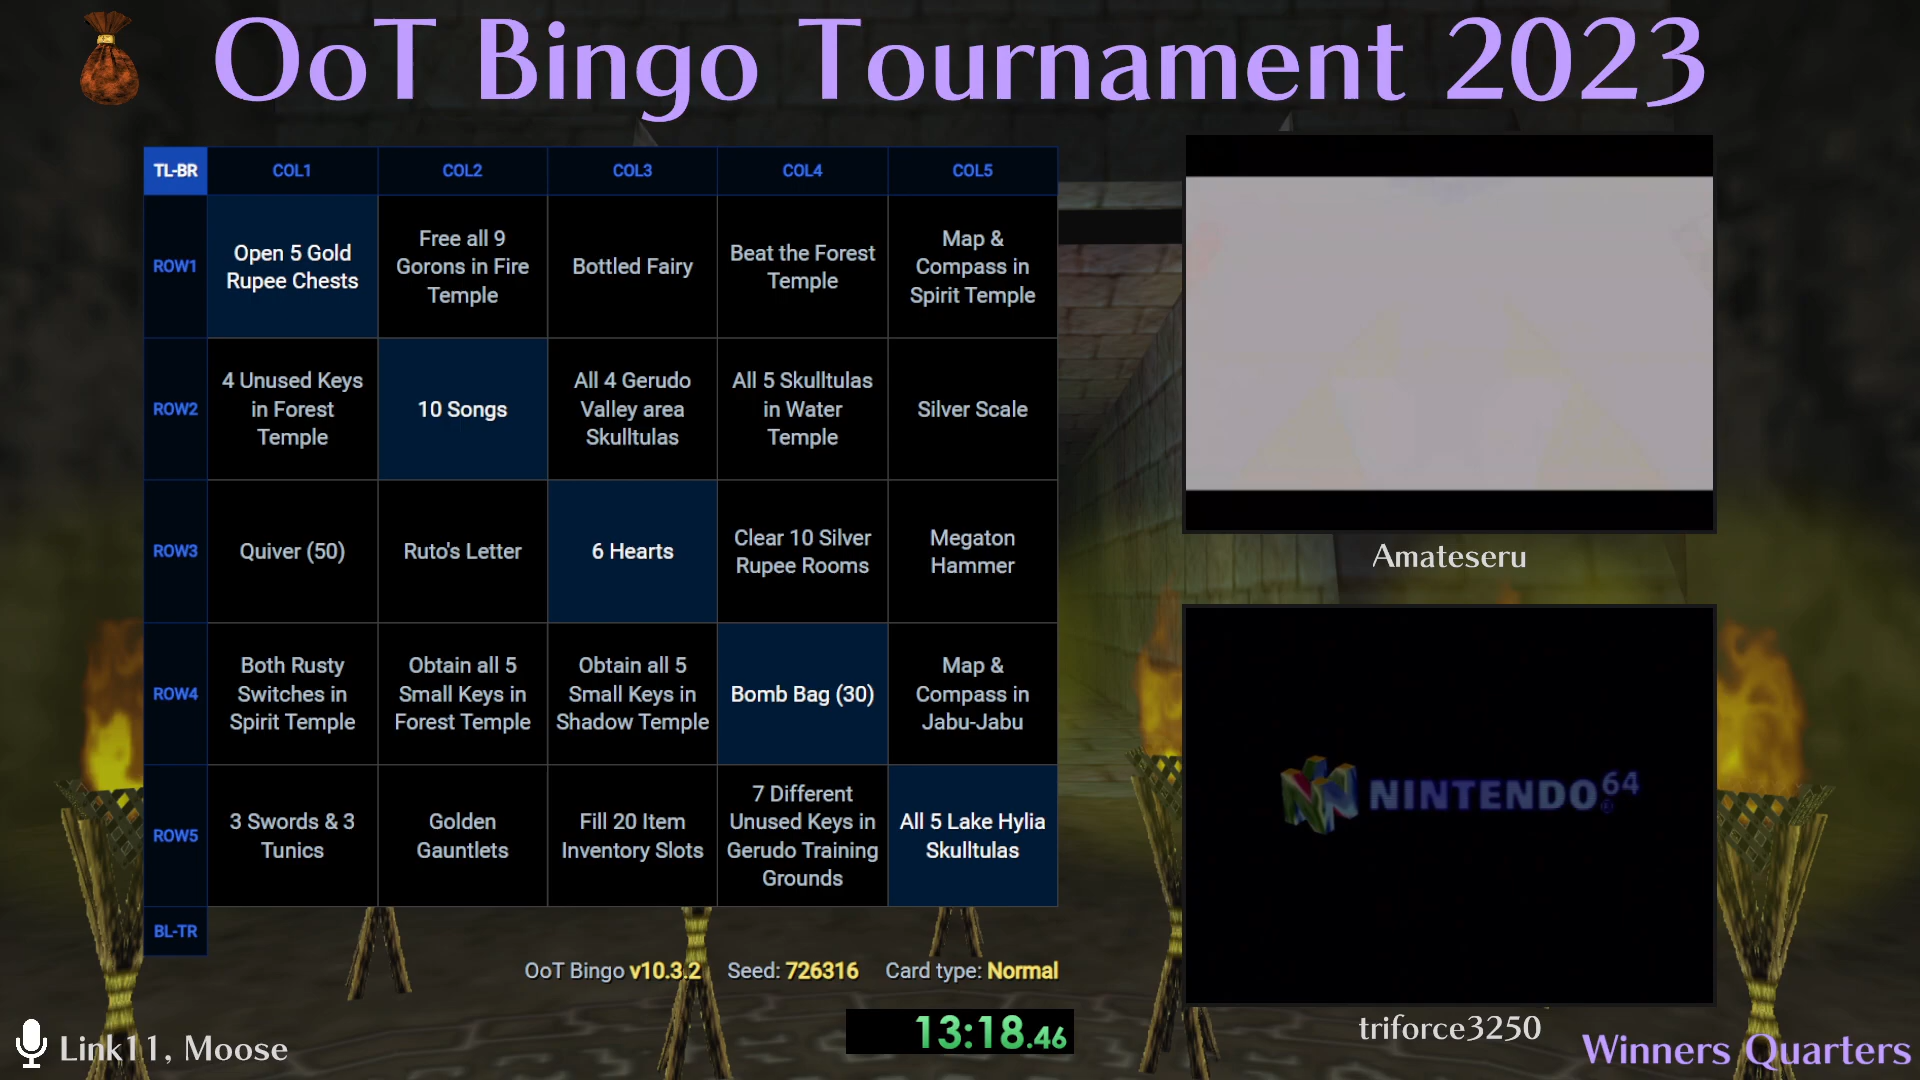 OoT Bingo Tournament 2023
TL-BR COL1 COL2 COL3 COL4 COL5
ROW1
Open 5 Gold
Rupee Chests
Free all 9
Gorons in Fire
Temple
Bottled Fairy
Beat the Forest
Temple
Map &
Compass in
Spirit Temple
ROW2
4 Unused Keys
in Forest
Temple
10 Songs
All 4 Gerudo
Valley area
Skulltulas
All 5 Skulltulas
in Water
Temple
Silver Scale
ROW3
Quiver (50)
Ruto's Letter
6 Hearts
Clear 10 Silver
Rupee Rooms
Megaton
Hammer
ROW4
Both Rusty
Switches in
Spirit Temple
Obtain all 5
Small Keys in
Forest Temple
Obtain all 5
Small Keys in
Shadow Temple
Bomb Bag (30)
Map &
Compass in
Jabu-Jabu
ROW5
3 Swords & 3
Tunics
Golden
Gauntlets
Fill 20 Item
Inventory Slots
7 Different
Unused Keys in
Gerudo Training
Grounds
All 5 Lake Hylia
Skulltulas
BL-TR
OoT Bingo v10.3.2 Seed: 726316 Card type: Normal
13:18.46
Amateseru
NINTENDO 64
triforce3250
Link11, Moose
Winners Quarters